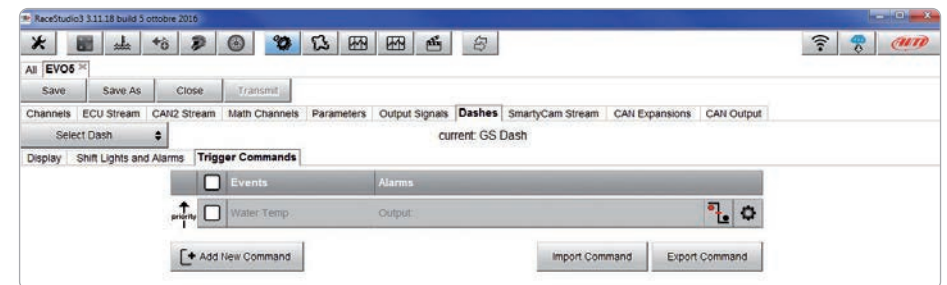 RaceStudio3 3.11.18 build 5 ottobre 2016
All EVO5
Save Save As Close Transmit
Channels ECU Stream CAN2 Stream Math Channels Parameters Output Signals Dashes SmartyCam Stream CAN Expansions CAN Output
Select Dash current: GS Dash
Display Shift Lights and Alarms Trigger Commands
Events Alarms
priority Water Temp Output:
Add New Command Import Command Export Command